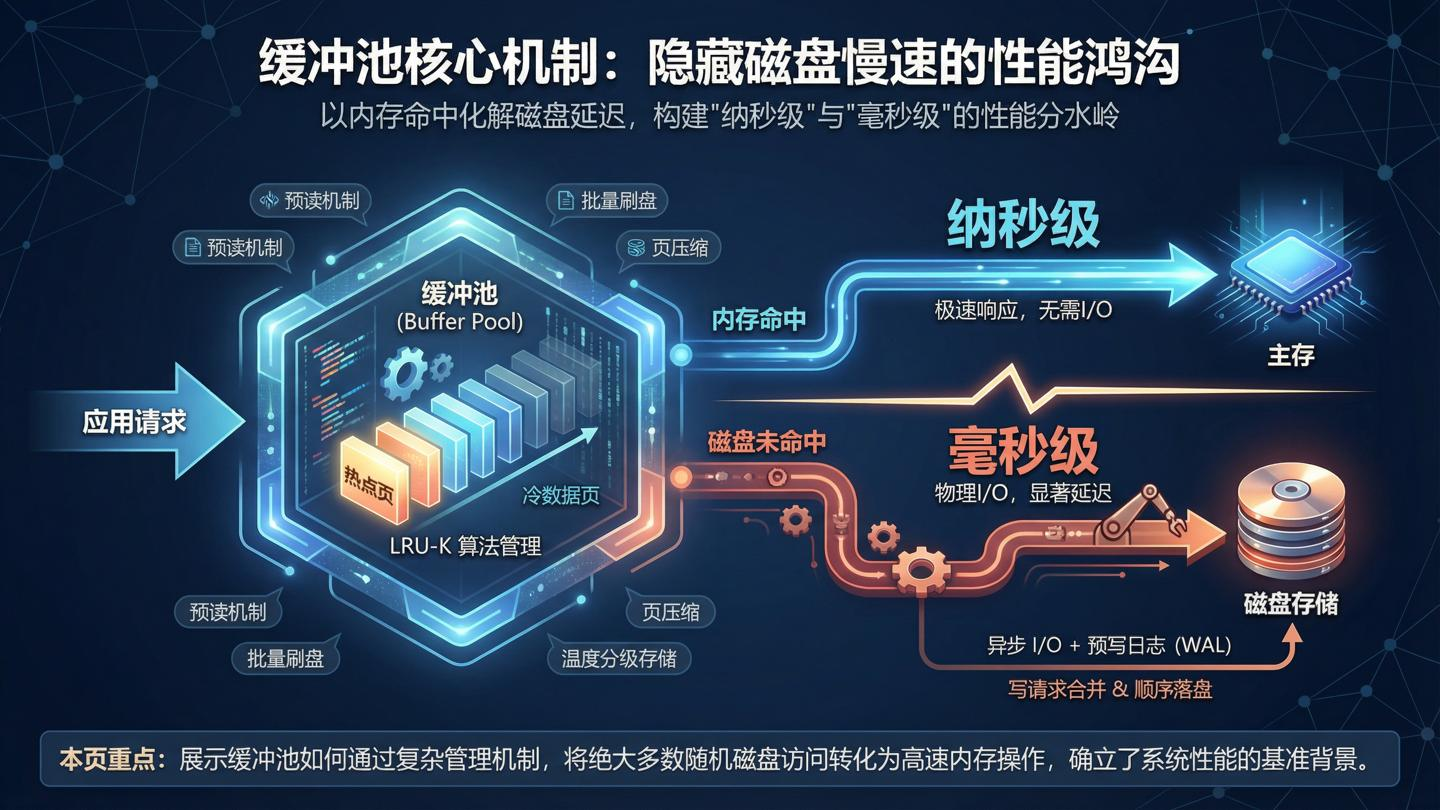 缓冲池核心机制：隐藏磁盘慢速的性能鸿沟
以内存命中化解磁盘延迟，构建"纳秒级"与"毫秒级"的性能分水岭
预读机制
批量刷盘
预读机制
页压缩
缓冲池
(Buffer Pool)
热点页
冷数据页
LRU-K 算法管理
应用请求
预读机制
页压缩
批量刷盘
温度分级存储
内存命中
纳秒级
极速响应，无需I/O
主存
磁盘未命中
毫秒级
物理I/O，显著延迟
磁盘存储
异步 I/O + 预写日志 (WAL)
写请求合并 & 顺序落盘
本页重点：展示缓冲池如何通过复杂管理机制，将绝大多数随机磁盘访问转化为高速内存操作，确立了系统性能的基准背景。